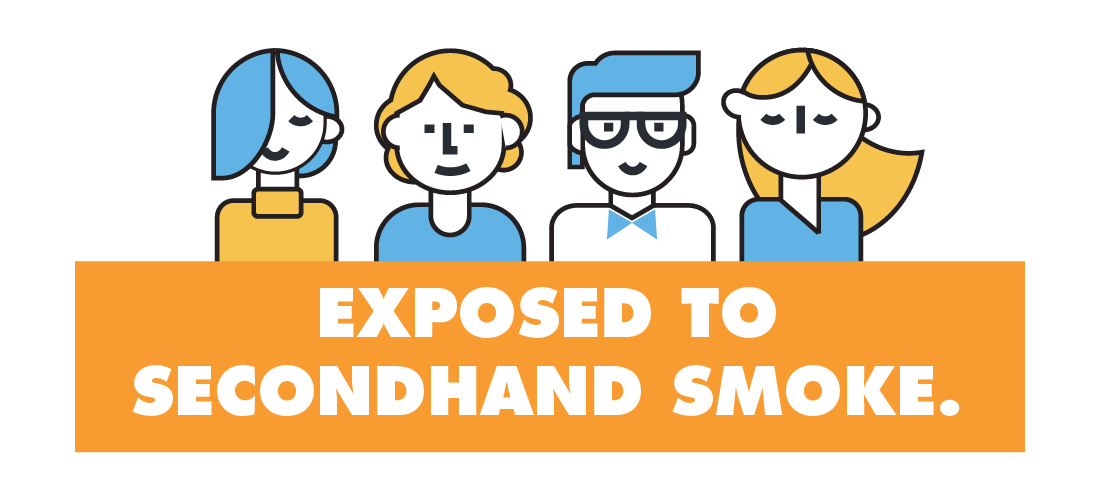 EXPOSED TO
SECONDHAND SMOKE.